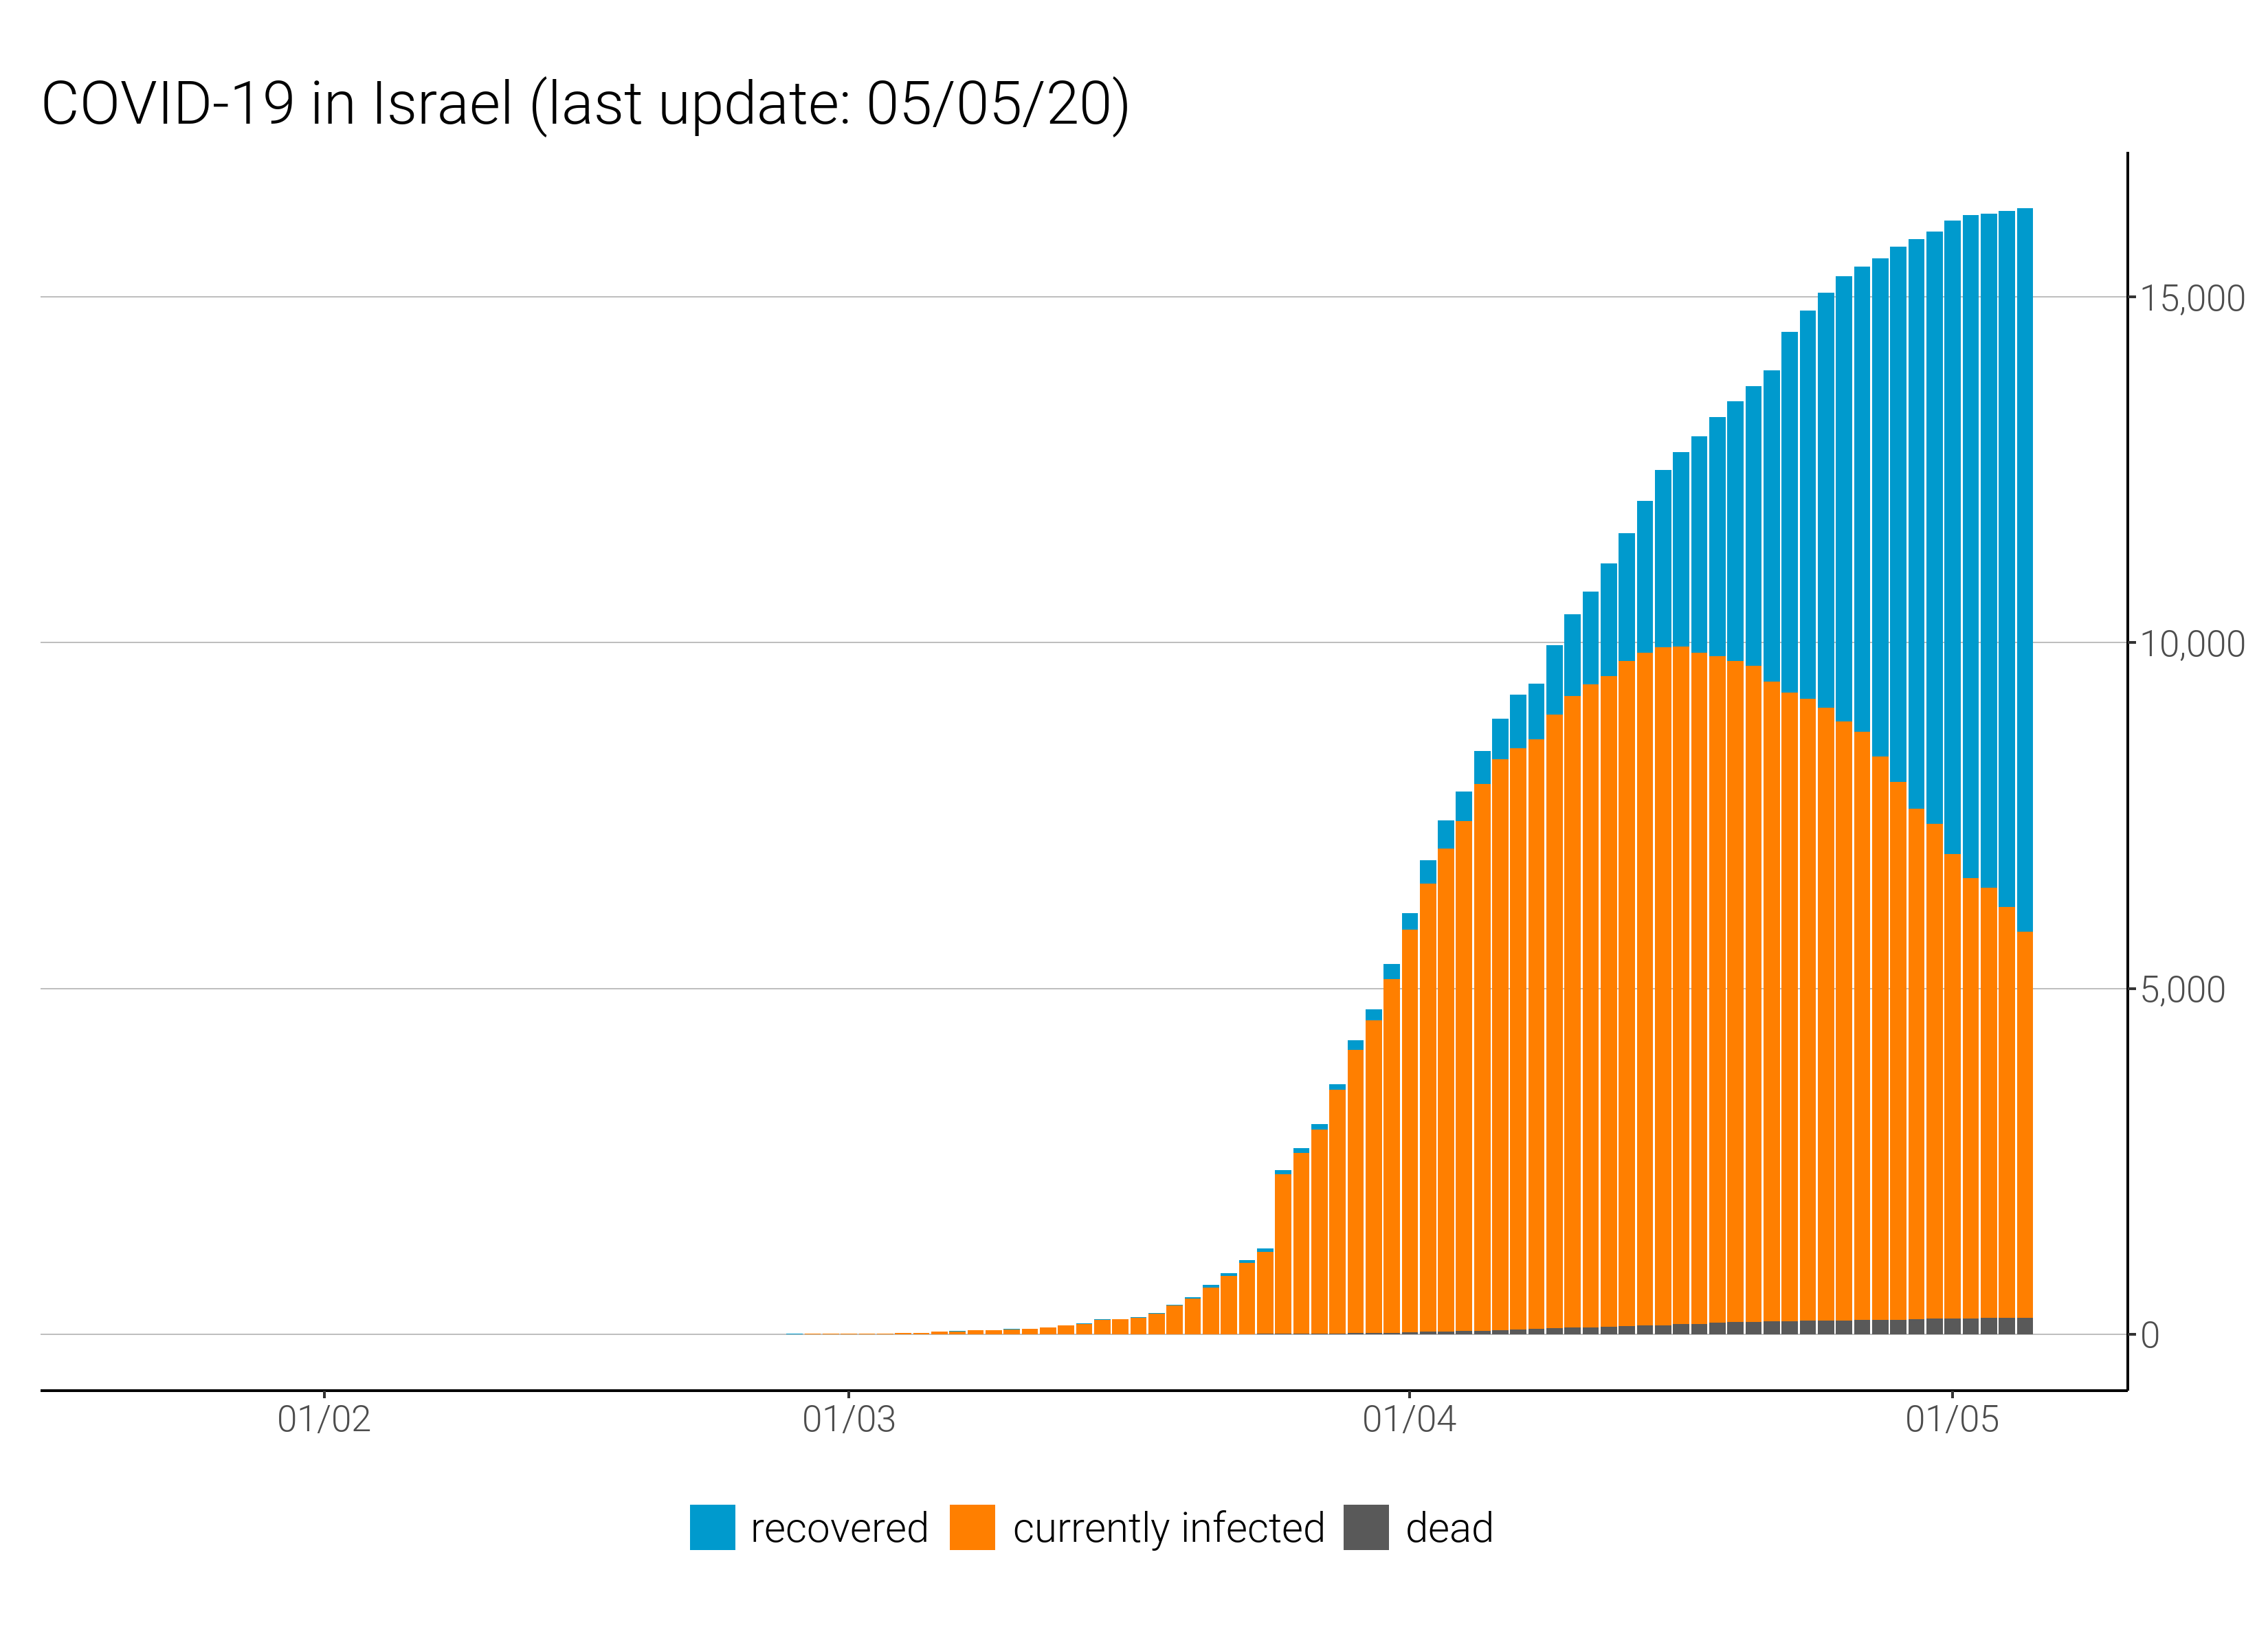 COVID-19 in Israel (last update: 05/05/20)
15,000
10,000
5,000
0
01/02 01/03 01/04 01/05
recovered currently infected dead